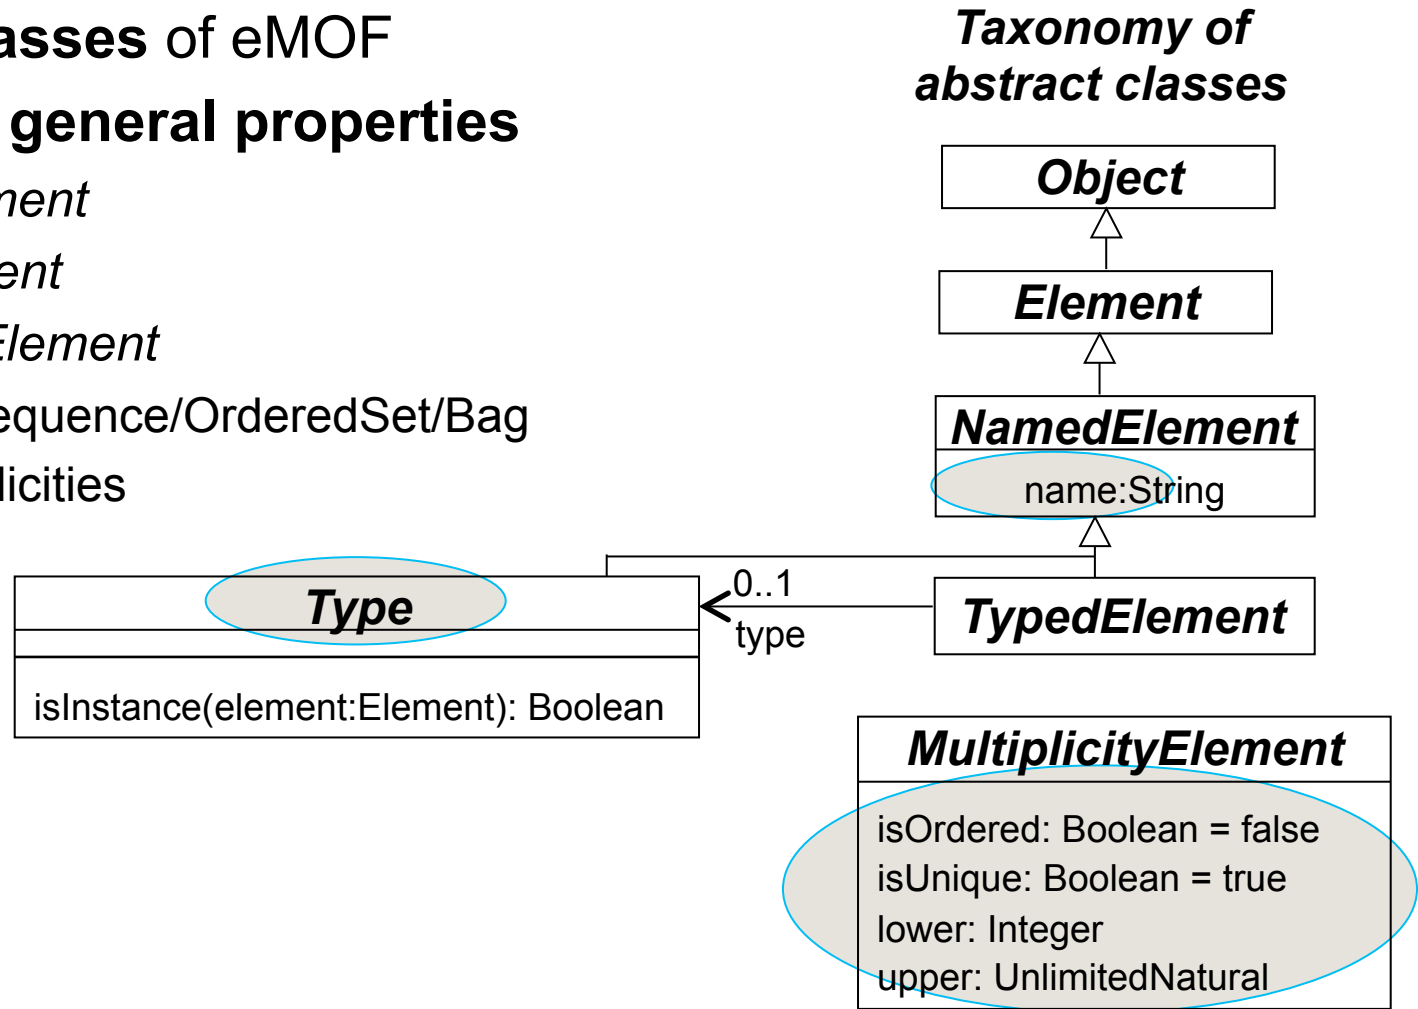 asses of eMOF
general properties
ment
ent
Element
equence/OrderedSet/Bag
licities
Taxonomy of
abstract classes
Object
Element
NamedElement
name:String
Type
isInstance(element:Element): Boolean
0..1
type
TypedElement
MultiplicityElement
isOrdered: Boolean = false
isUnique: Boolean = true
lower: Integer
upper: UnlimitedNatural